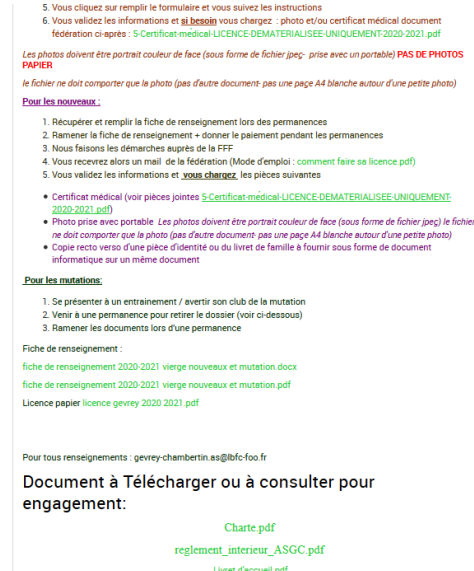 5. Vous cliquez sur remplir le formulaire et vous suivez les instructions
6. Vous validez les informations et si besoin vous chargez : photo et/ou certificat médical document
fédération ci-après : 5-Certificat-médical-LICENCE-DEMATERIALISEE-UNIQUEMENT-2020-2021.pdf
Les photos doivent être portrait couleur de face (sous forme de fichier jpeg- prise avec un portable) PAS DE PHOTOS
PAPIER
le fichier ne doit comporter que la photo (pas d'autre document- pas une page A4 blanche autour d'une petite photo)
Pour les nouveaux :
1. Récupérer et remplir la fiche de renseignement lors des permanences
2. Ramener la fiche de renseignement + donner le paiement pendant les permanences
3. Nous faisons les démarches auprès de la FFF
4. Vous recevrez alors un mail de la fédération (Mode d'emploi : comment faire sa licence.pdf)
5. Vous validez les informations et vous chargez les pièces suivantes
• Certificat médical (voir pièces jointes 5-Certificat-médical-LICENCE-DEMATERIALISEE-UNIQUEMENT-
2020-2021.pdf)
• Photo prise avec portable Les photos doivent être portrait couleur de face (sous forme de fichier jpeg) le fichier
ne doit comporter que la photo (pas d'autre document- pas une page A4 blanche autour d'une petite photo)
• Copie recto verso d'une pièce d'identité ou du livret de famille à fournir sous forme de document
informatique sur un même document
Pour les mutations:
1. Se présenter à un entrainement / avertir son club de la mutation
2. Venir à une permanence pour retirer le dossier (voir ci-dessous)
3. Ramener les documents lors d'une permanence
Fiche de renseignement :
fiche de renseignement 2020-2021 vierge nouveaux et mutation.docx
fiche de renseignement 2020-2021 vierge nouveaux et mutation.pdf
Licence papier licence gevrey 2020 2021.pdf
Pour tous renseignements : gevrey-chambertin.as@lbfc-foo.fr
Document à Télécharger ou à consulter pour
engagement:
Charte.pdf
reglement_interieur_ASGC.pdf
Livret d'accueil.pdf